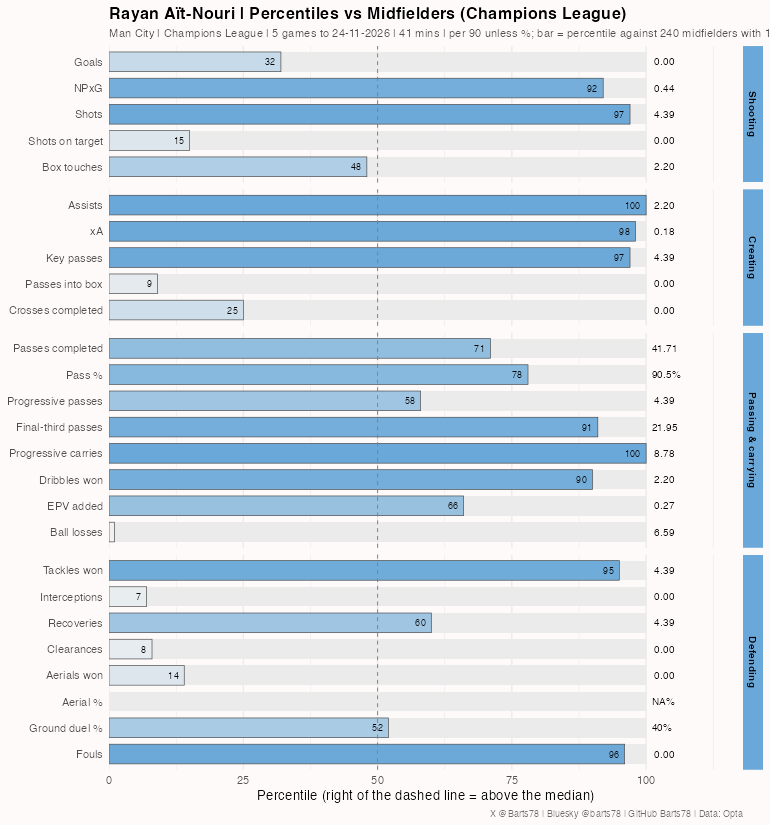 Rayan Aït-Nouri | Percentiles vs Midfielders (Champions League)
Man City | Champions League | 5 games to 24-11-2026 | 41 mins | per 90 unless %; bar = percentile against 240 midfielders with 1
Goals 32 0.00
NPxG 92 0.44
Shots 97 4.39
Shots on target 15 0.00
Box touches 48 2.20
Shooting
Assists 100 2.20
xA 98 0.18
Key passes 97 4.39
Passes into box 9 0.00
Crosses completed 25 0.00
Creating
Passes completed 71 41.71
Pass % 78 90.5%
Progressive passes 58 4.39
Final-third passes 91 21.95
Progressive carries 100 8.78
Dribbles won 90 2.20
EPV added 66 0.27
Ball losses 6.59
Passing & carrying
Tackles won 95 4.39
Interceptions 7 0.00
Recoveries 60 4.39
Clearances 8 0.00
Aerials won 14 0.00
Aerial % NA%
Ground duel % 52 40%
Fouls 96 0.00
Defending
0 25 50 75 100
Percentile (right of the dashed line = above the median)
X @Barts78 | Bluesky @barts78 | GitHub Barts78 | Data: Opta